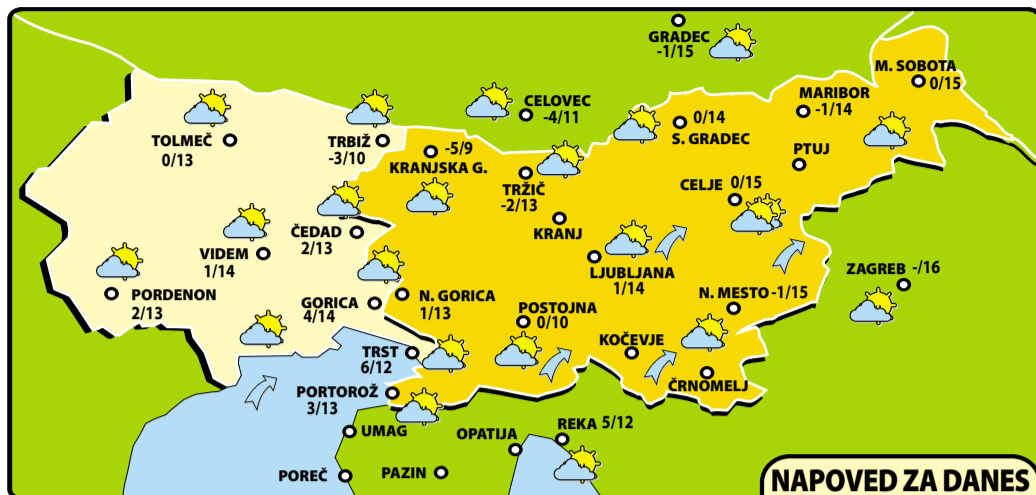 GRADEC
-1/15
M. SOBOTA
0/15
MARIBOR
-1/14
CELOVEC
-4/11
0/14
S. GRADEC
TOLMEČ
0/13
TRBIŽ
-3/10
-5/9
KRANJSKA G.
TRŽIČ
-2/13
PTUJ
CELJE 0/15
KRANJ
ČEDAD
2/13
VIDEM
1/14
LJUBLJANA
1/14
ZAGREB -/16
PORDENON
2/13
GORICA
4/14
N. GORICA
1/13
N. MESTO -1/15
POSTOJNA
0/10
KOČEVJE
TRST
6/12
ČRNOMELJ
PORTOROŽ
3/13
UMAG
OPATIJA
REKA 5/12
POREČ
PAZIN
NAPOVED ZA DANES